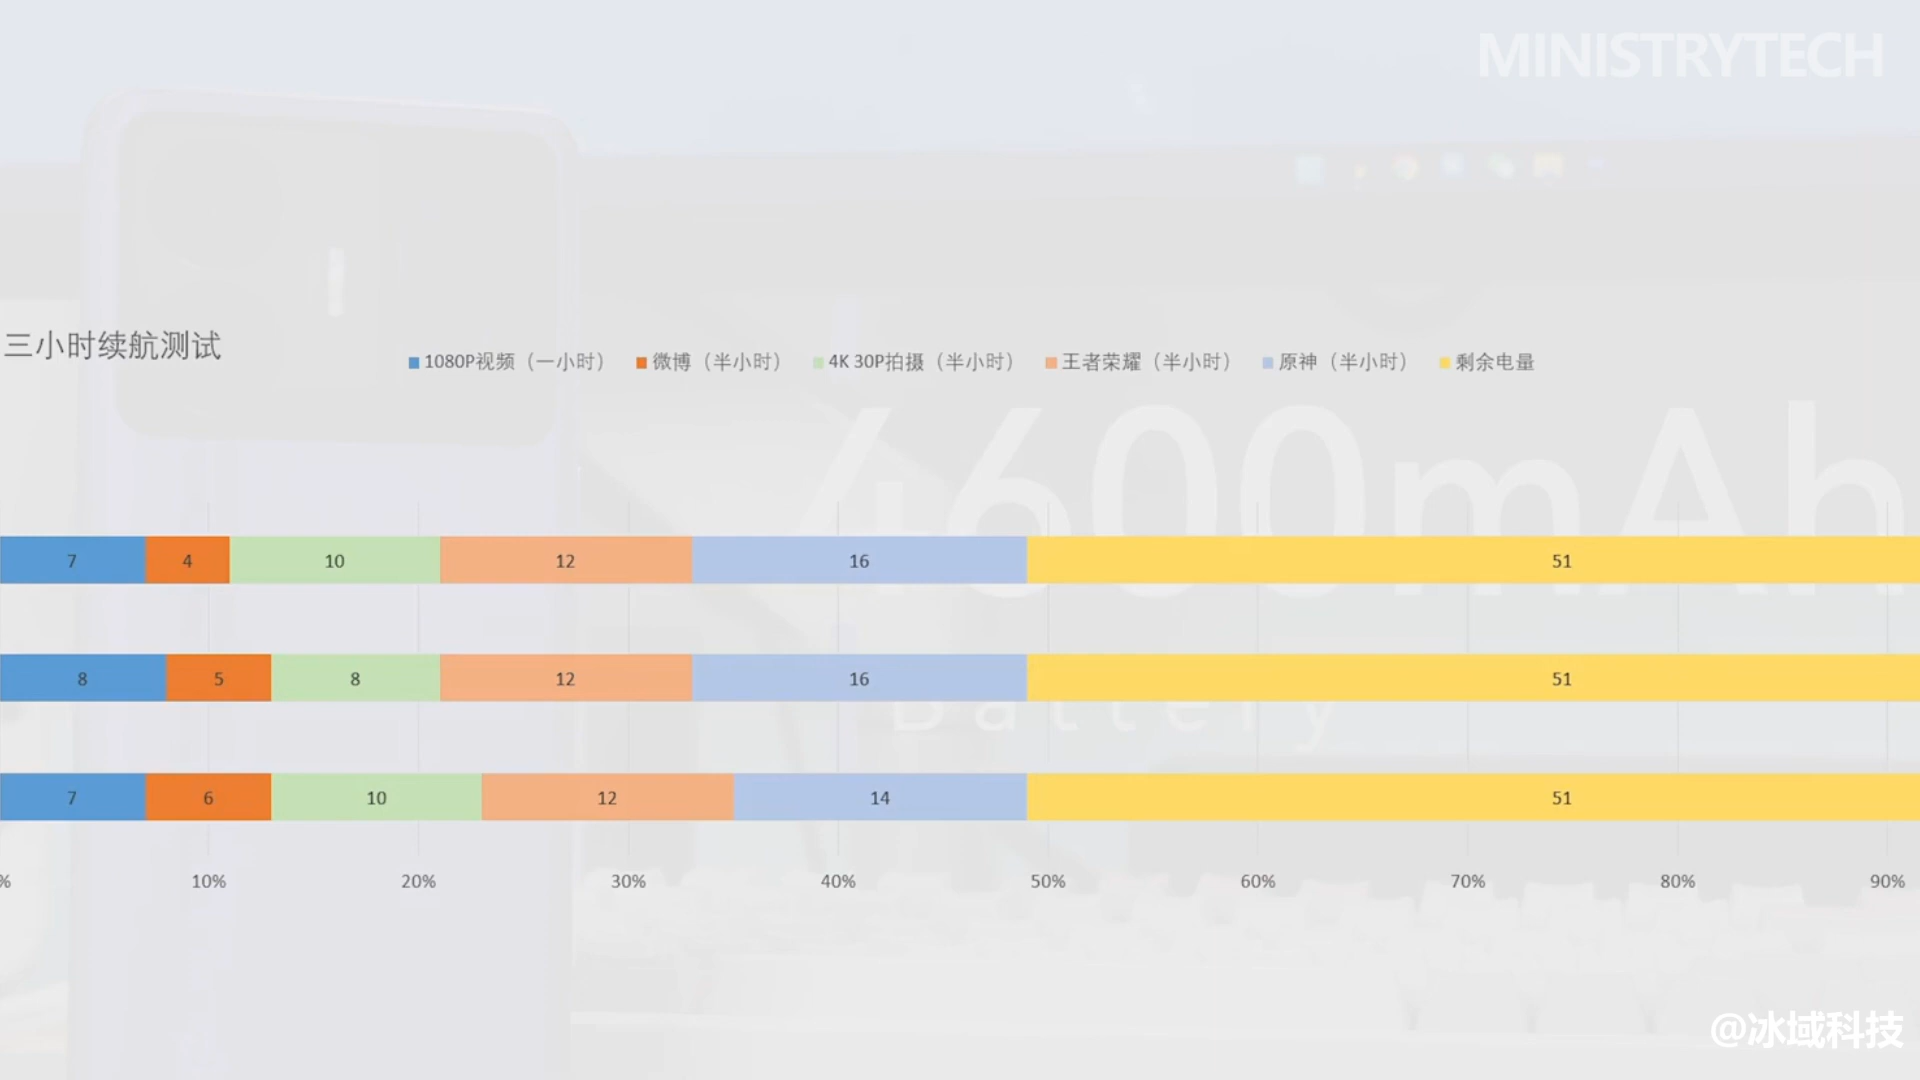 MINISTRYTECH
三小时续航测试
1080P视频（一小时） 微博（半小时） 4K 30P拍摄（半小时） 王者荣耀（半小时） 原神（半小时） 剩余电量
4600mAh
7 4 10 12 16 51
8 5 8 12 16 51
Battery
7 6 10 12 14 51
% 10% 20% 30% 40% 50% 60% 70% 80% 90%
@冰域科技